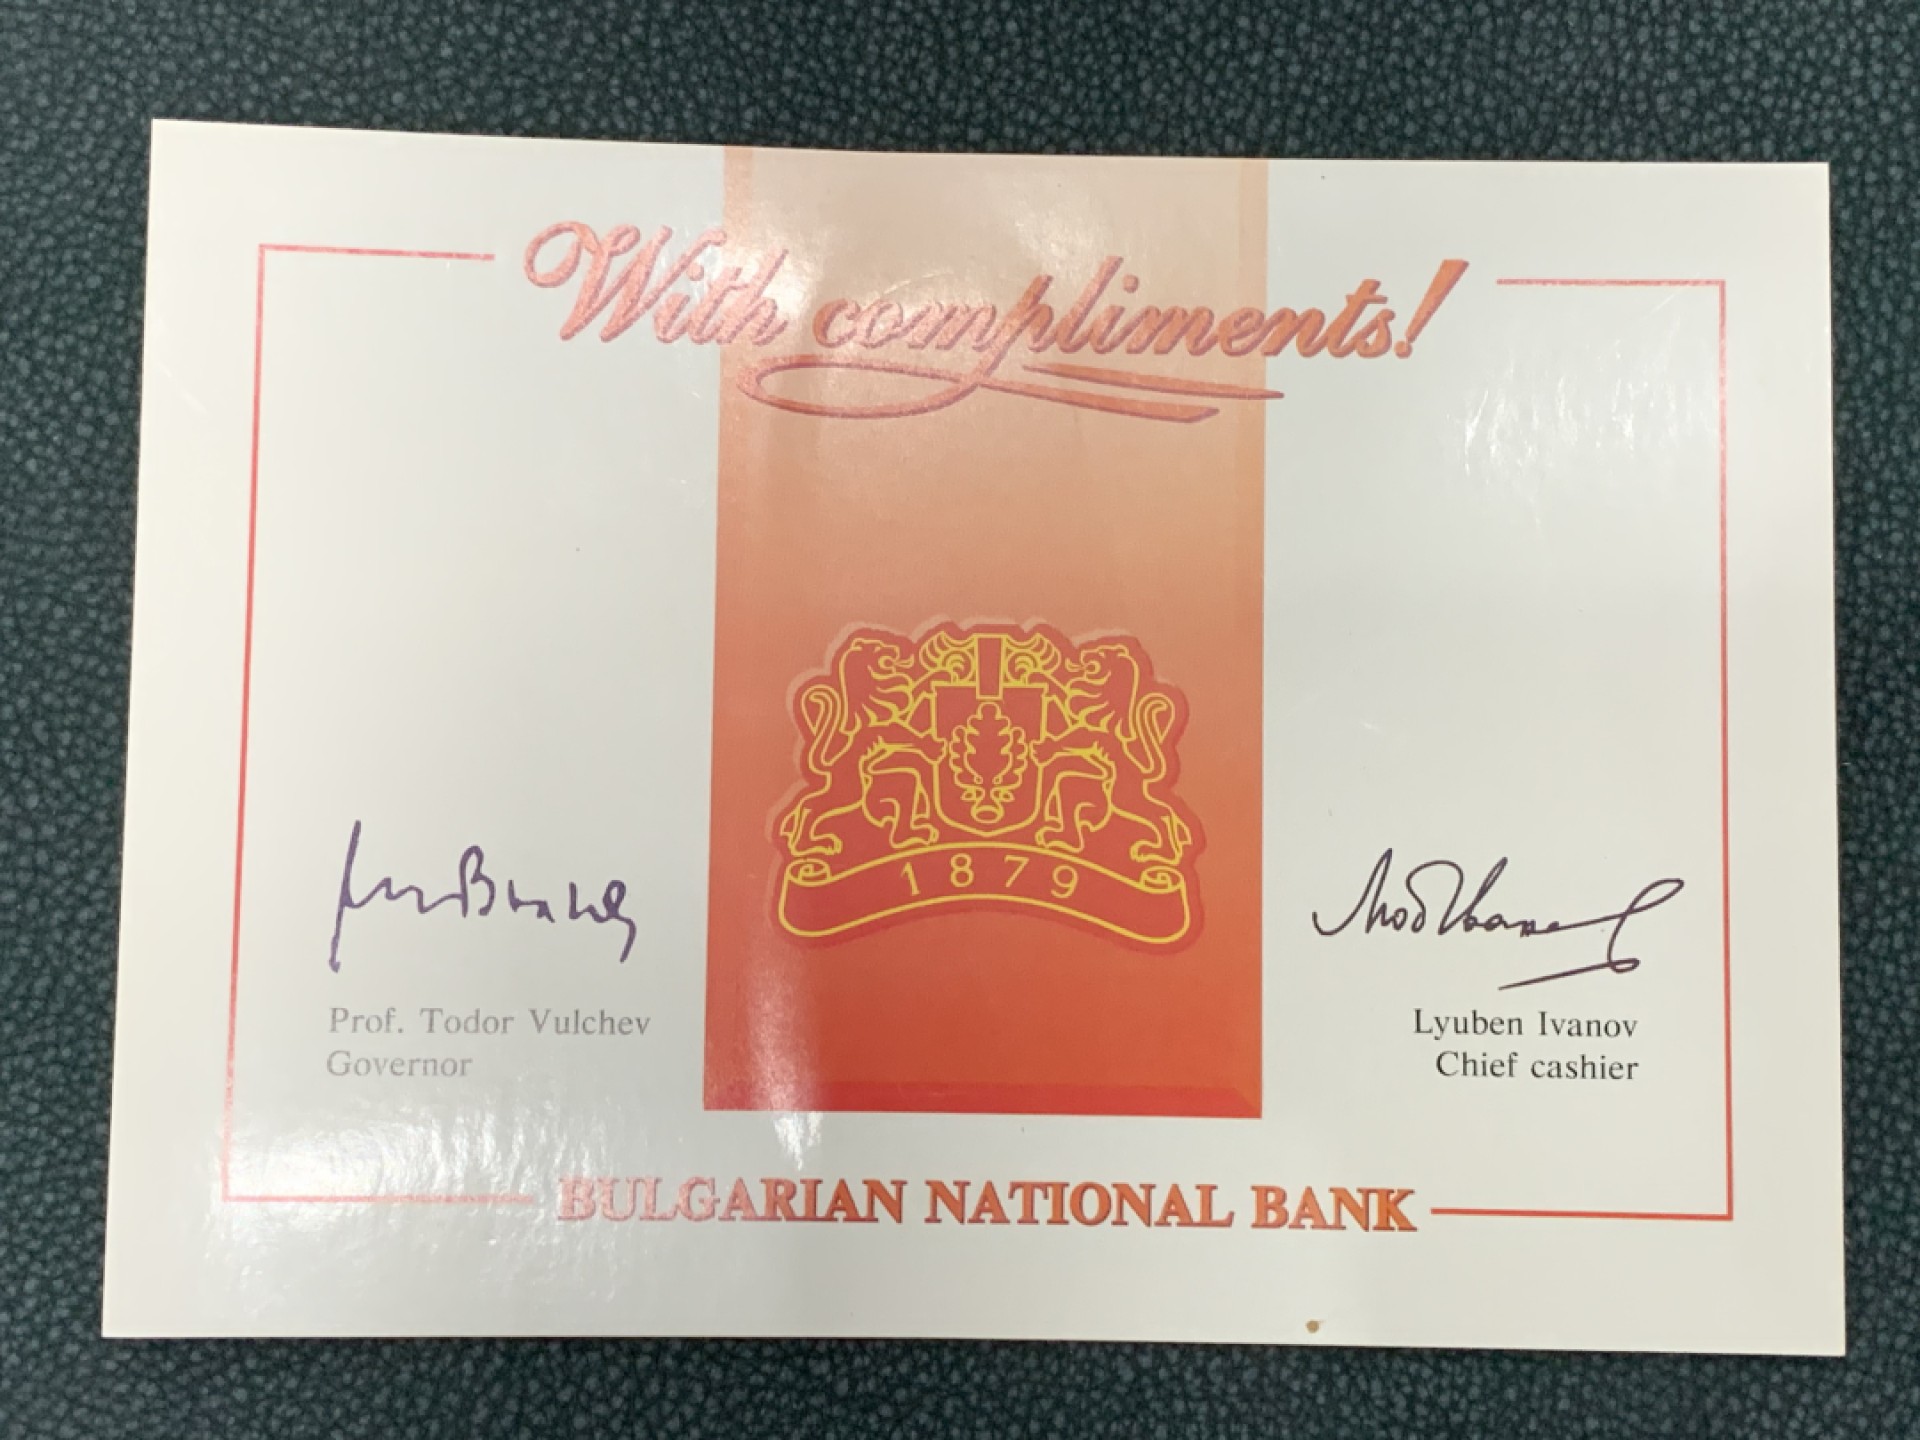 With compliments!
1879
Prof. Todor Vulchev
Governor
Lyuben Ivanov
Chief cashier
BULGARIAN NATIONAL BANK